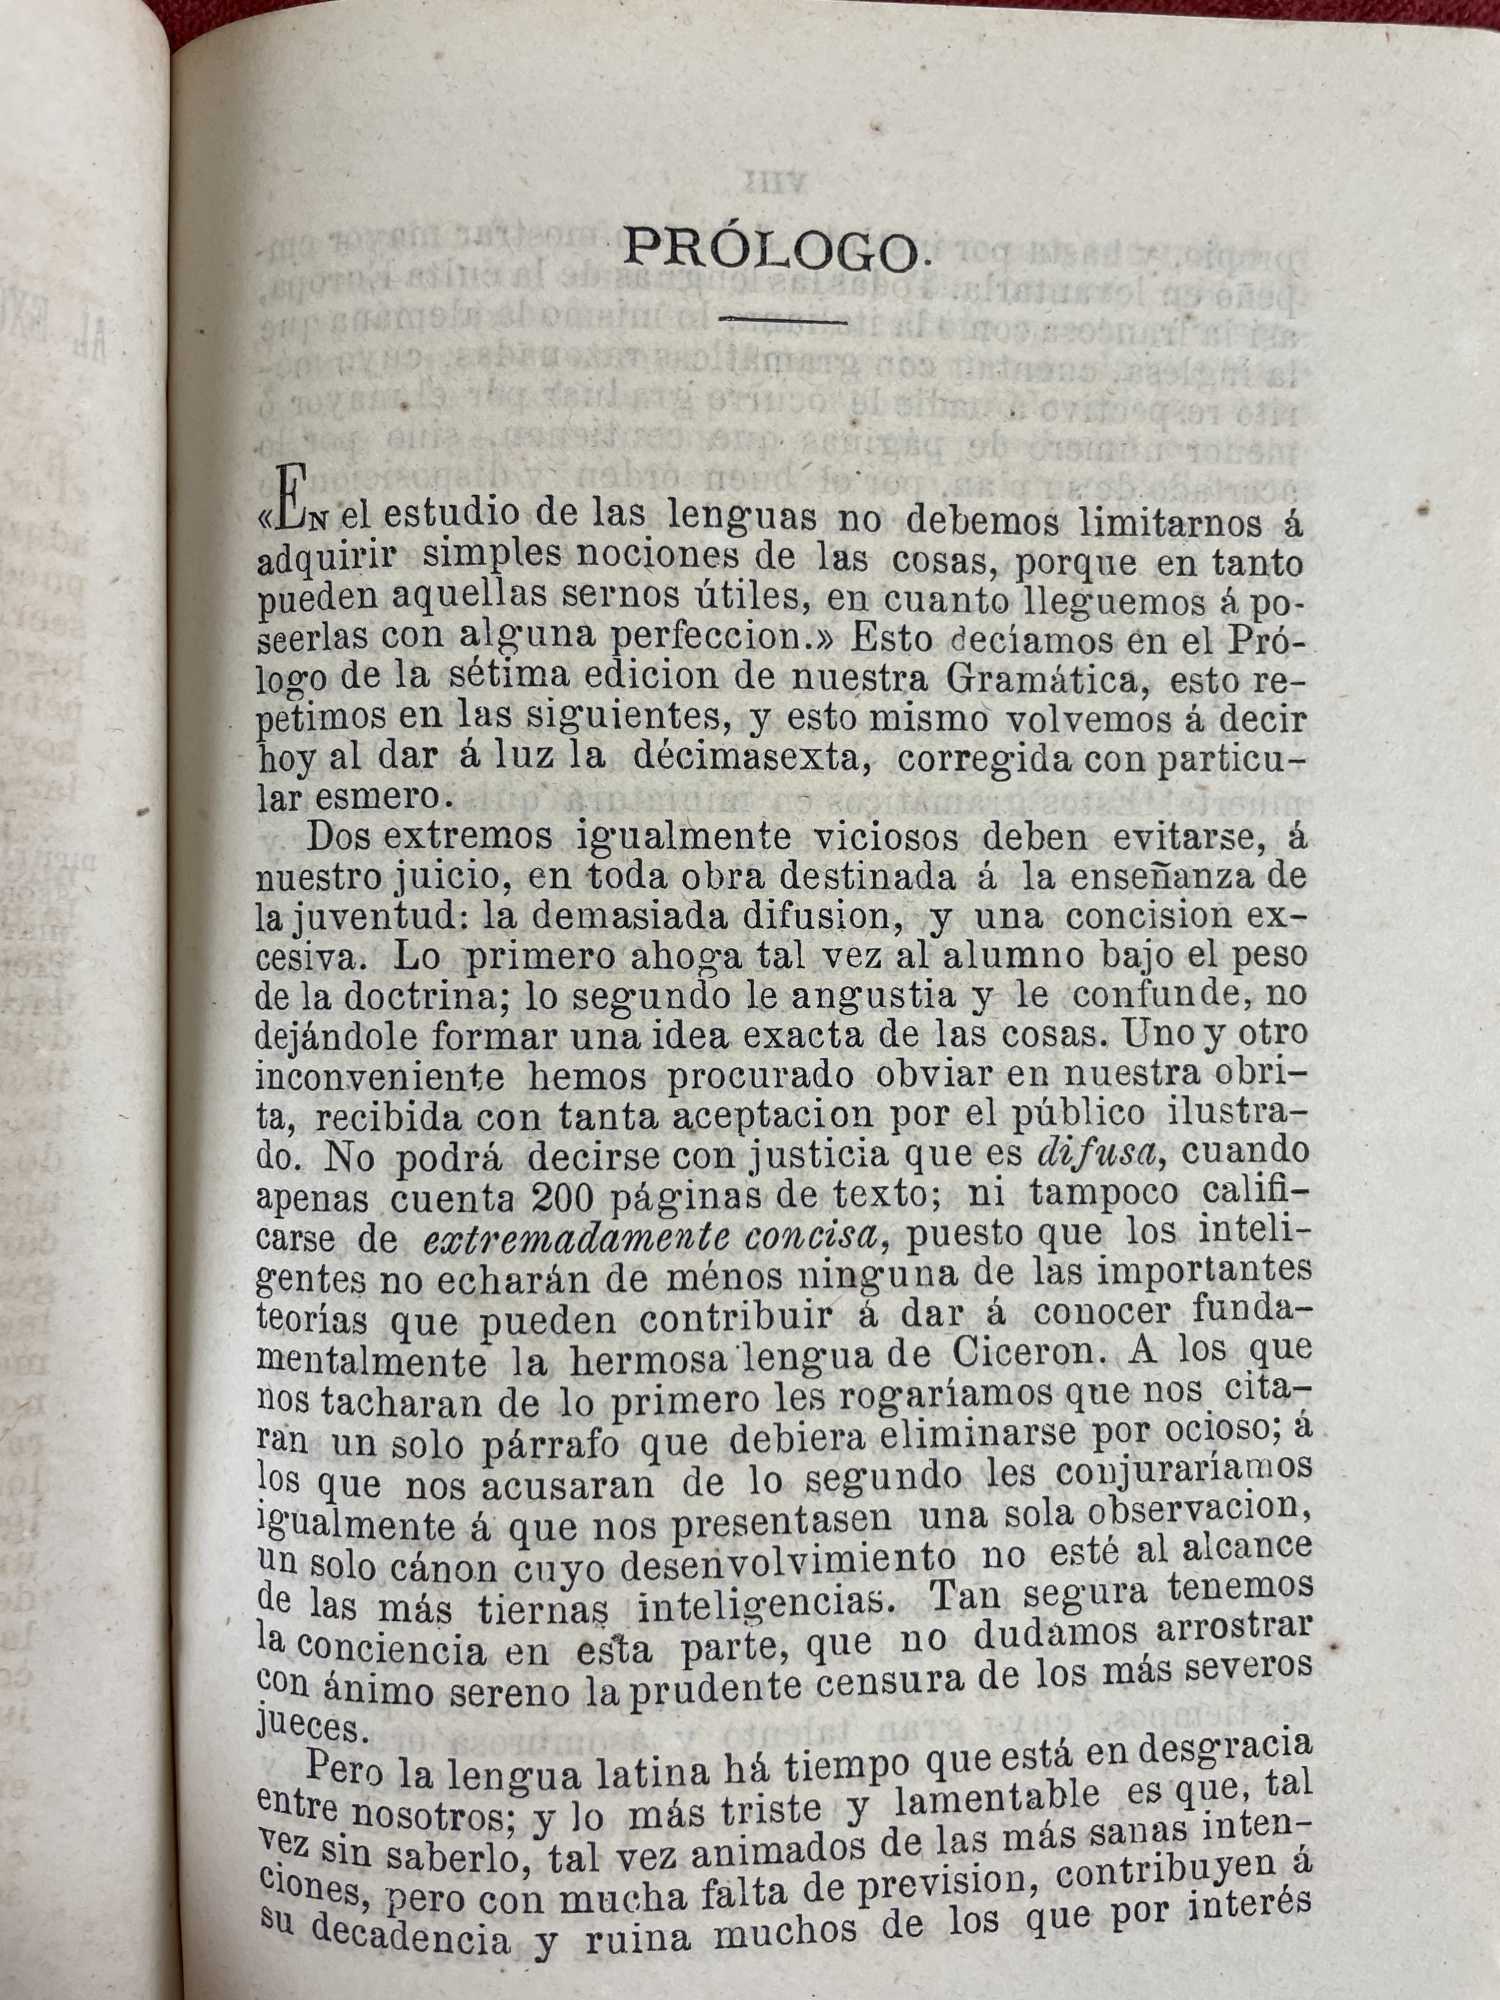 PRÓLOGO.
«EN el estudio de las lenguas no debemos limitarnos á
adquirir simples nociones de las cosas, porque en tanto
pueden aquellas sernos útiles, en cuanto lleguemos á po-
seerlas con alguna perfeccion.» Esto decíamos en el Pró-
logo de la sétima edicion de nuestra Gramática, esto re-
petimos en las siguientes, y esto mismo volvemos á decir
hoy al dar á luz la décimasexta, corregida con particu-
lar esmero.
Dos extremos igualmente viciosos deben evitarse, á
nuestro juicio, en toda obra destinada á la enseñanza de
la juventud: la demasiada difusion, y una concision ex-
cesiva. Lo primero ahoga tal vez al alumno bajo el peso
de la doctrina; lo segundo le angustia y le confunde, no
dejándole formar una idea exacta de las cosas. Uno y otro
inconveniente hemos procurado obviar en nuestra obri-
ta, recibida con tanta aceptacion por el público ilustra-
do. No podrá decirse con justicia que es difusa, cuando
apenas cuenta 200 páginas de texto; ni tampoco califi-
carse de extremadamente concisa, puesto que los inteli-
gentes no echarán de ménos ninguna de las importantes
teorías que pueden contribuir á dar á conocer funda-
mentalmente la hermosa lengua de Ciceron. A los que
nos tacharan de lo primero les rogaríamos que nos cita-
ran un solo párrafo que debiera eliminarse por ocioso; á
los que nos acusaran de lo segundo les conjuraríamos
igualmente á que nos presentasen una sola observacion,
un solo cánon cuyo desenvolvimiento no esté al alcance
de las más tiernas inteligencias. Tan segura tenemos
la conciencia en esta parte, que no dudamos arrostrar
con ánimo sereno la prudente censura de los más severos
jueces.
Pero la lengua latina há tiempo que está en desgracia
entre nosotros; y lo más triste y lamentable es que, tal
vez sin saberlo, tal vez animados de las más sanas inten-
ciones, pero con mucha falta de prevision, contribuyen á
su decadencia y ruina muchos de los que por interés